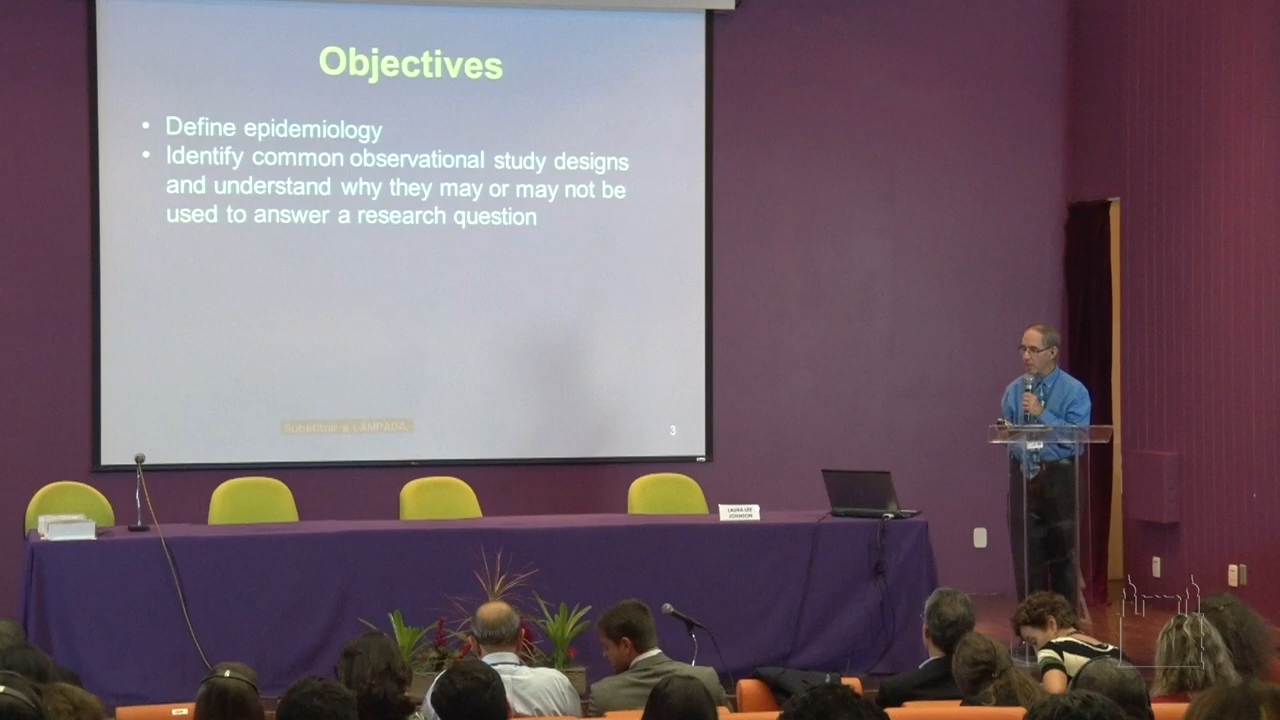 Objectives
• Define epidemiology
• Identify common observational study designs
and understand why they may or may not be
used to answer a research question
Substituir a LÂMPADA.
3
LAURA LEE
JOHNSON